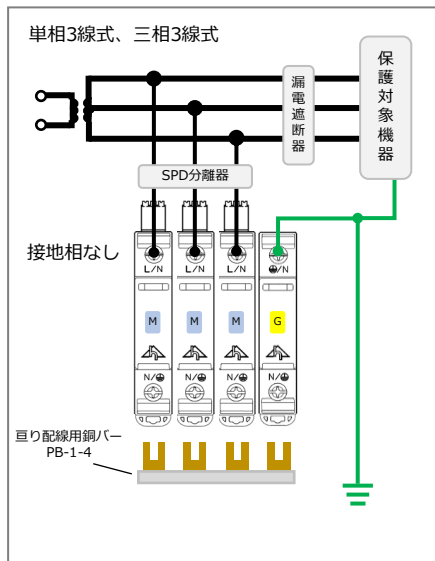 単相3線式、三相3線式
漏電遮断器
保護対象機器
SPD分離器
接地相なし
L/N L/N L/N ⏚/N
M M M G
N/⏚ N/⏚ N/⏚ N/⏚
亘り配線用銅バー
PB-1-4